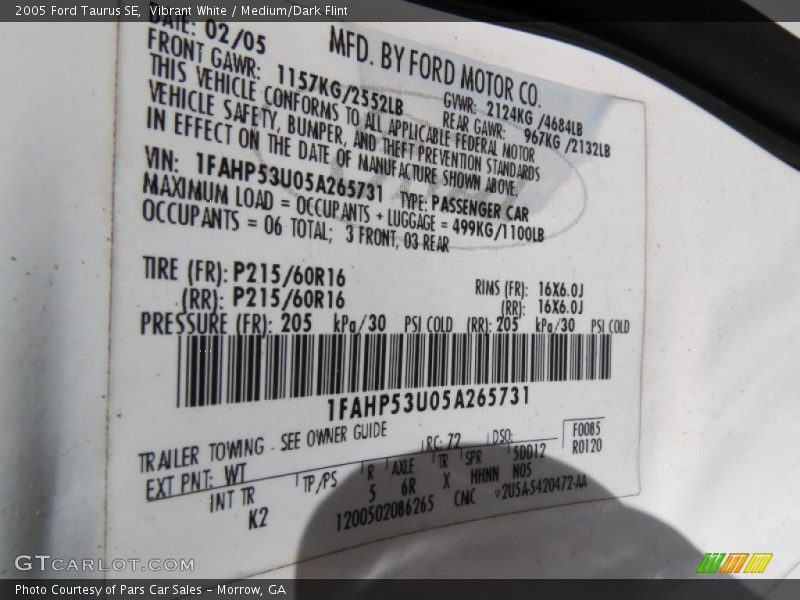 2005 Ford Taurus SE, Vibrant White / Medium/Dark Flint
DATE: 02/05
MFD. BY FORD MOTOR CO.
FRONT GAWR: 1157KG/2552LB
GVWR: 2124KG /4684LB
REAR GAWR: 967KG /2132LB
THIS VEHICLE CONFORMS TO ALL APPLICABLE FEDERAL MOTOR
VEHICLE SAFETY, BUMPER, AND THEFT PREVENTION STANDARDS
IN EFFECT ON THE DATE OF MANUFACTURE SHOWN ABOVE.
VIN: 1FAHP53U05A265731 TYPE: PASSENGER CAR
MAXIMUM LOAD = OCCUPANTS + LUGGAGE = 499KG/1100LB
OCCUPANTS = 06 TOTAL; 3 FRONT, 03 REAR
TIRE (FR): P215/60R16 RIMS (FR): 16X6.0J
(RR): P215/60R16 (RR): 16X6.0J
PRESSURE (FR): 205 kPa/30 PSI COLD (RR): 205 kPa/30 PSI COLD
1FAHP53U05A265731
TRAILER TOWING - SEE OWNER GUIDE
EXT PNT: WT RC: 72 DSO: F0085
R0120
INT TR TP/PS R AXLE TR SPR 5DD12
K2 5 6R X HHNN N05
1200502086265 CNC ▽2U5A-5420472-AA
GTCARLOT.COM
Photo Courtesy of Pars Car Sales - Morrow, GA